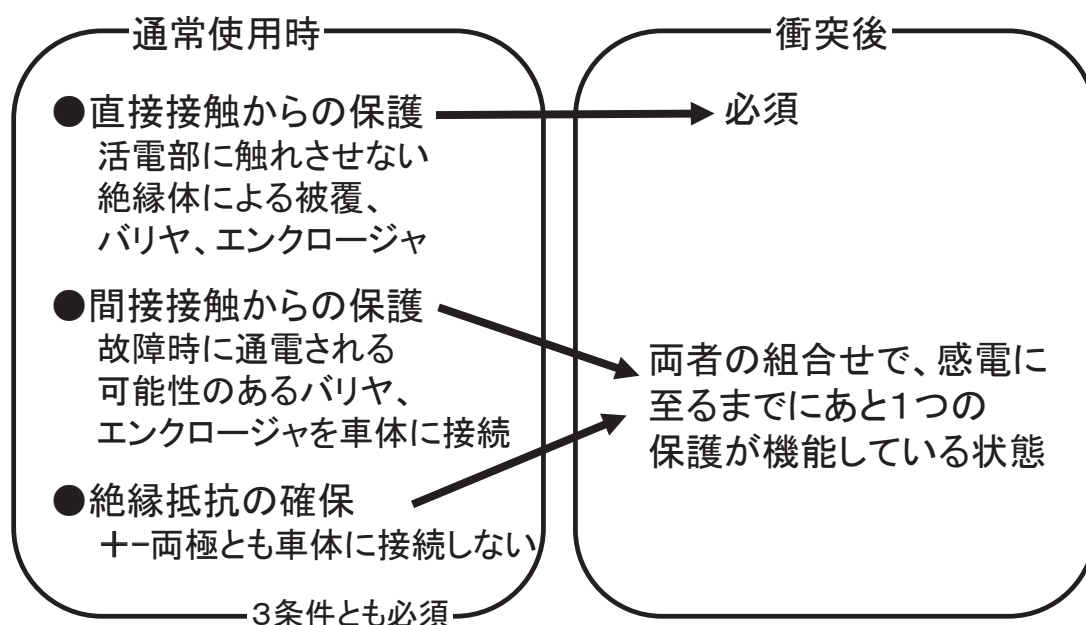 通常使用時
●直接接触からの保護
活電部に触れさせない
絶縁体による被覆、
バリヤ、エンクロージャ
●間接接触からの保護
故障時に通電される
可能性のあるバリヤ、
エンクロージャを車体に接続
●絶縁抵抗の確保
+-両極とも車体に接続しない
3条件とも必須
衝突後
必須
両者の組合せで、感電に
至るまでにあと1つの
保護が機能している状態